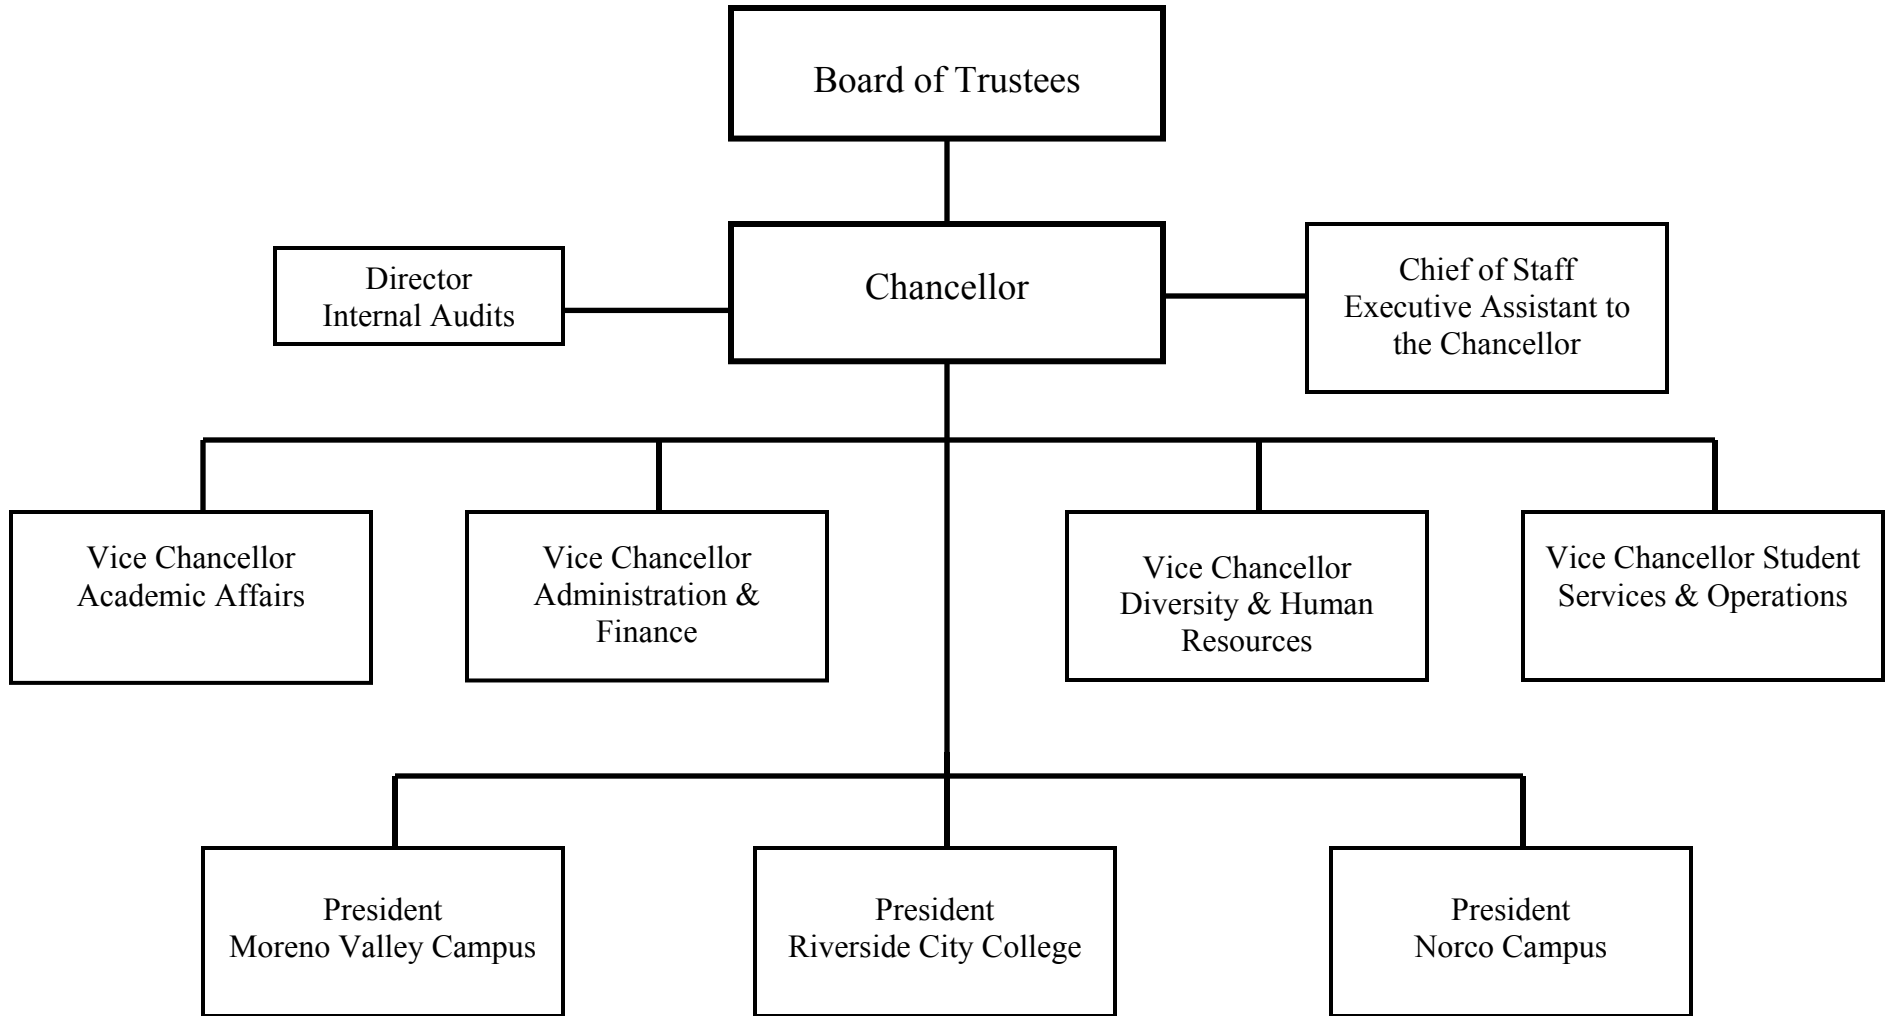 Board of Trustees
Director
Internal Audits
Chancellor
Chief of Staff
Executive Assistant to
the Chancellor
Vice Chancellor
Academic Affairs
Vice Chancellor
Administration &
Finance
Vice Chancellor
Diversity & Human
Resources
Vice Chancellor Student
Services & Operations
President
Moreno Valley Campus
President
Riverside City College
President
Norco Campus